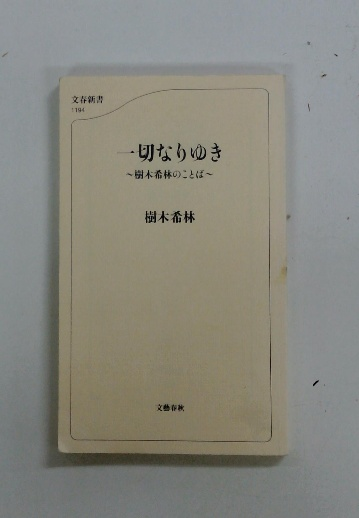 文春新書
1194
一切なりゆき
〜樹木希林のことば〜
樹木希林
文藝春秋